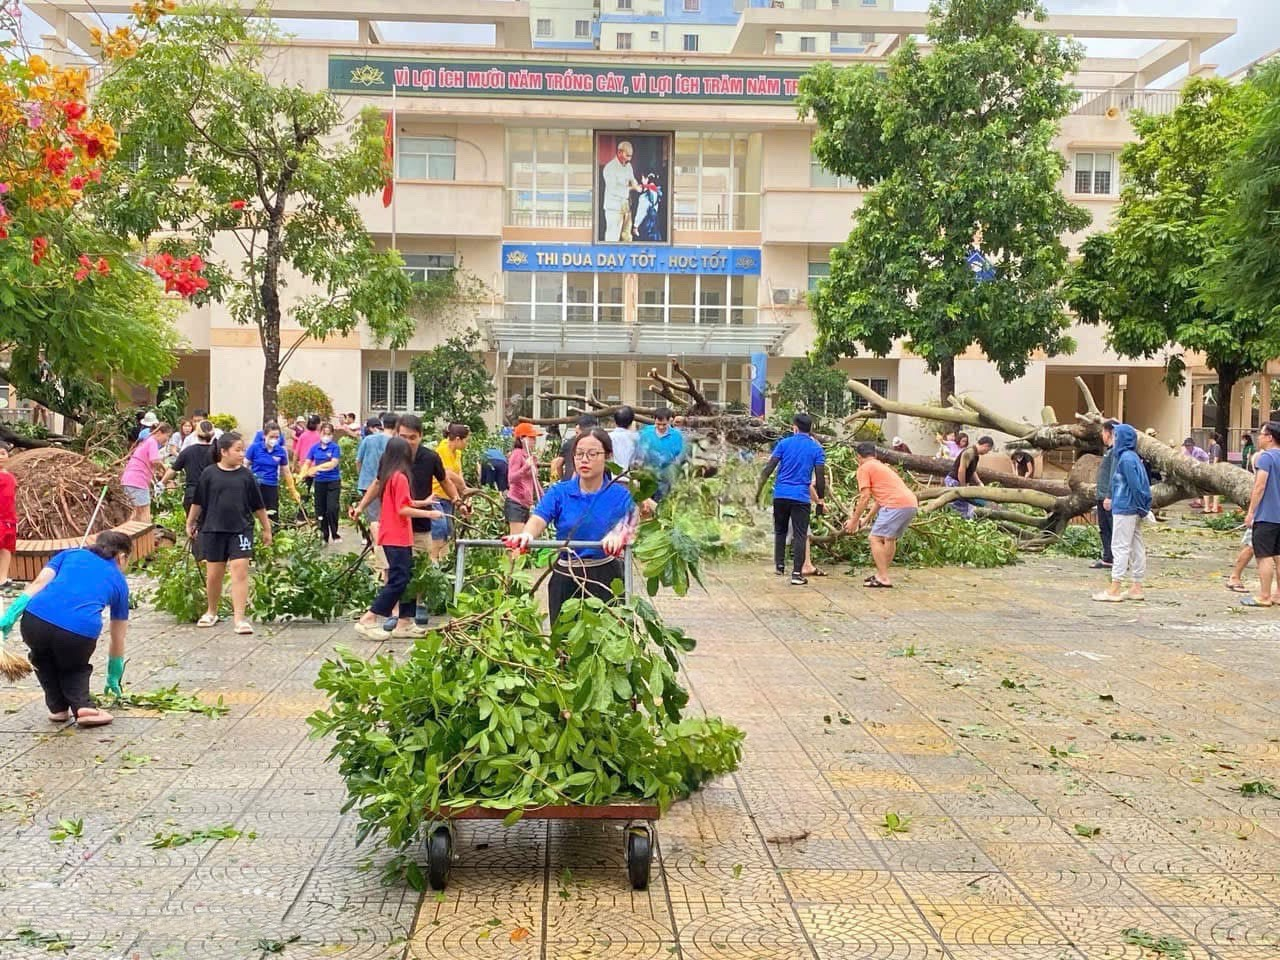 VÌ LỢI ÍCH MƯỜI NĂM TRỒNG CÂY, VÌ LỢI ÍCH TRĂM NĂM TR
THI ĐUA DẠY TỐT - HỌC TỐT
LA